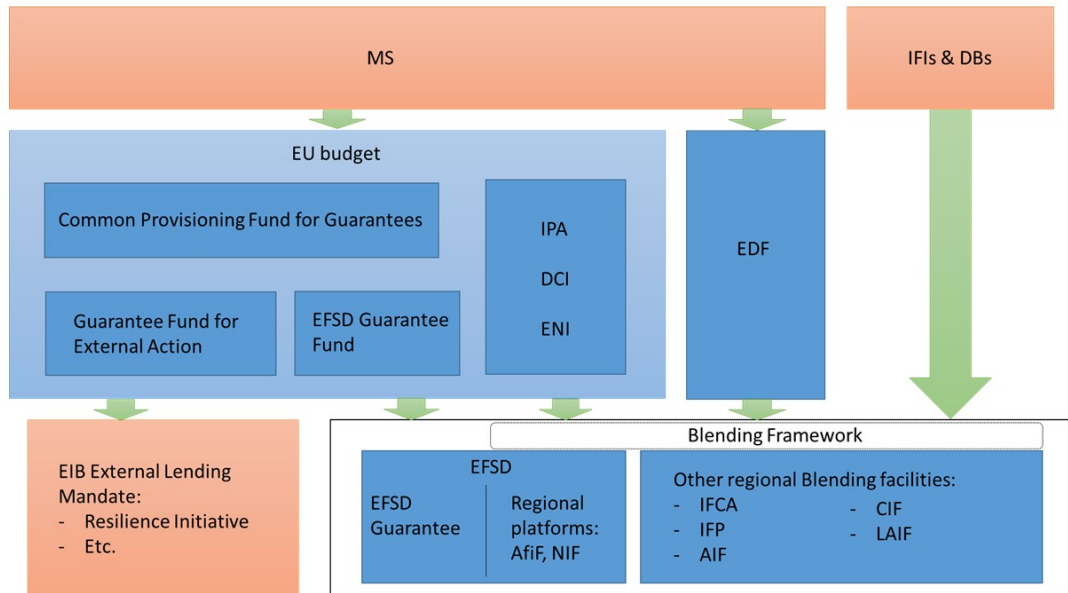 MS
IFIs & DBs
EU budget
Common Provisioning Fund for Guarantees
Guarantee Fund for
External Action
EFSD Guarantee
Fund
IPA
DCI
ENI
EDF
EIB External Lending
Mandate:
- Resilience Initiative
- Etc.
Blending Framework
EFSD
EFSD
Guarantee
Regional
platforms:
AfiF, NIF
Other regional Blending facilities:
- IFCA
- IFP
- AIF
- CIF
- LAIF